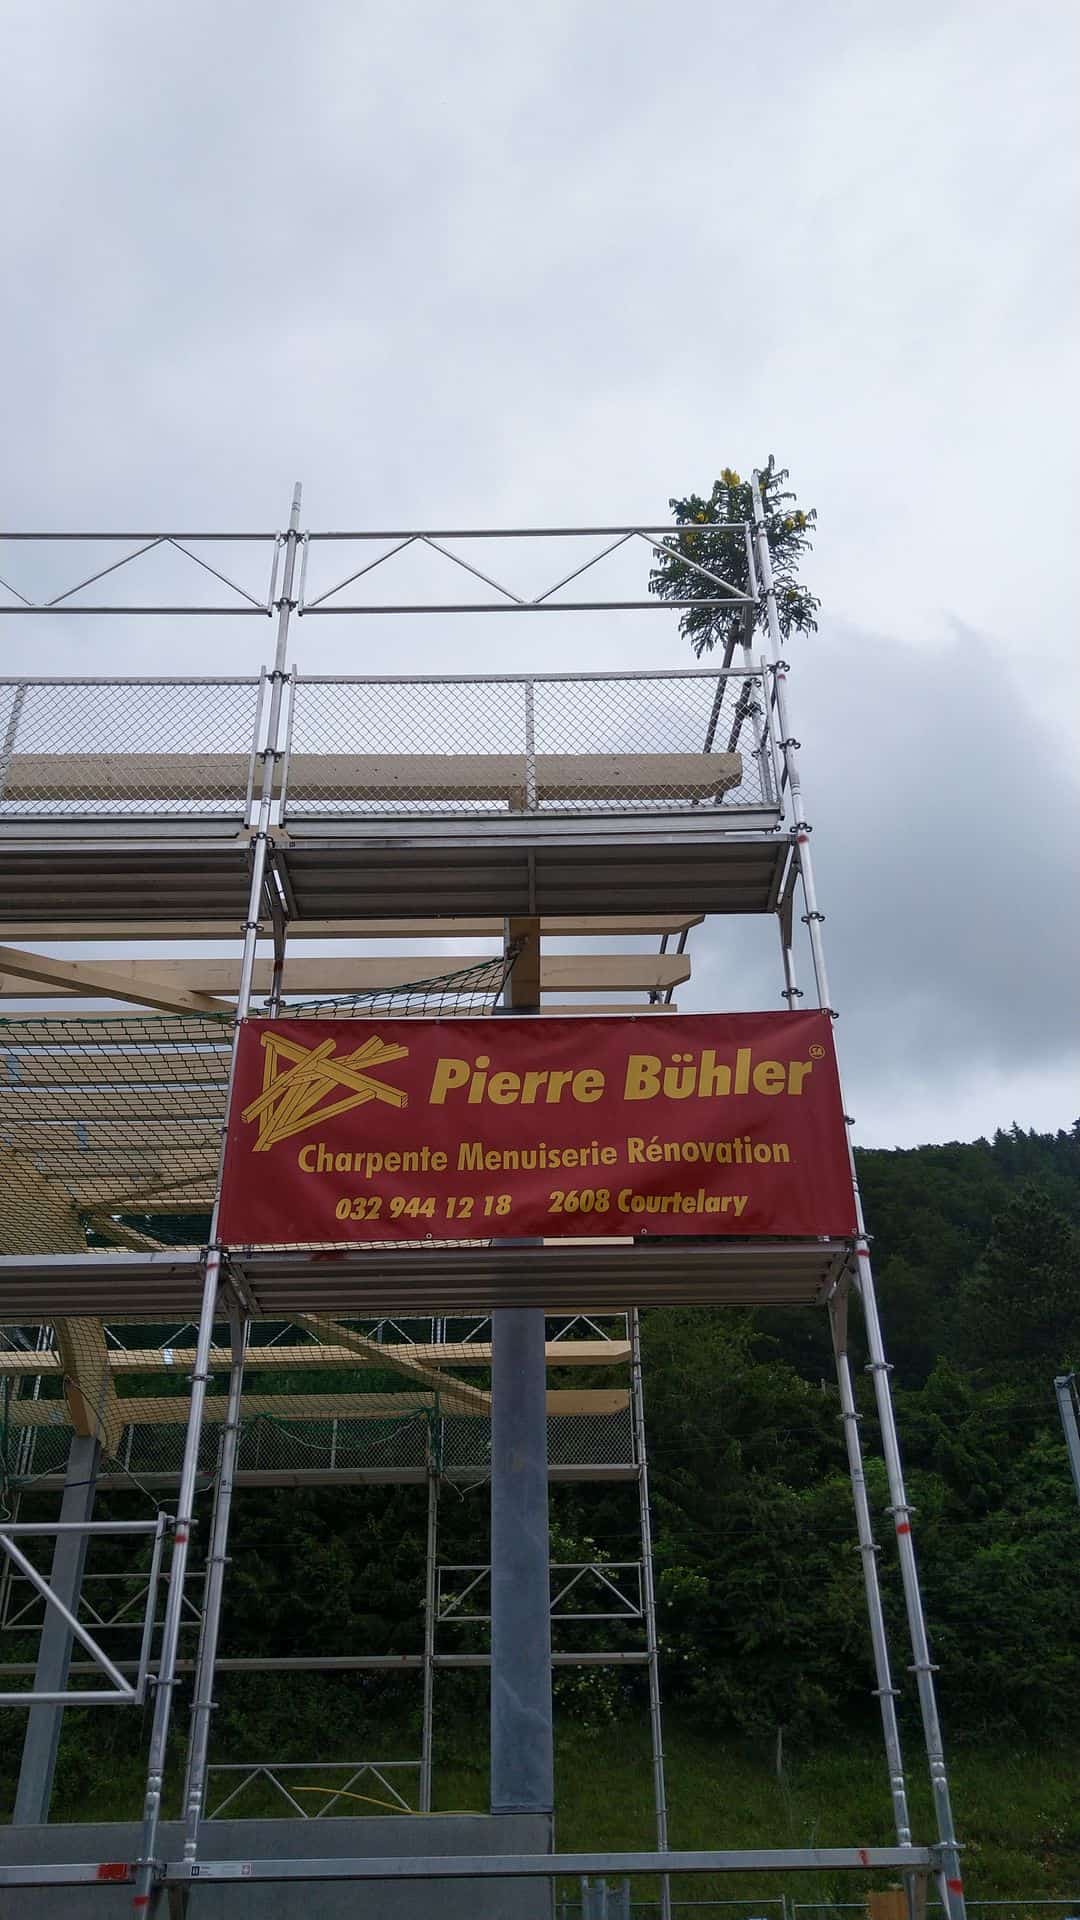 Pierre Bühler SA
Charpente Menuiserie Rénovation
032 944 12 18 2608 Courtelary